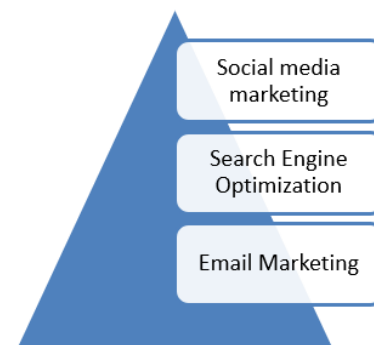 Social media
marketing
Search Engine
Optimization
Email Marketing